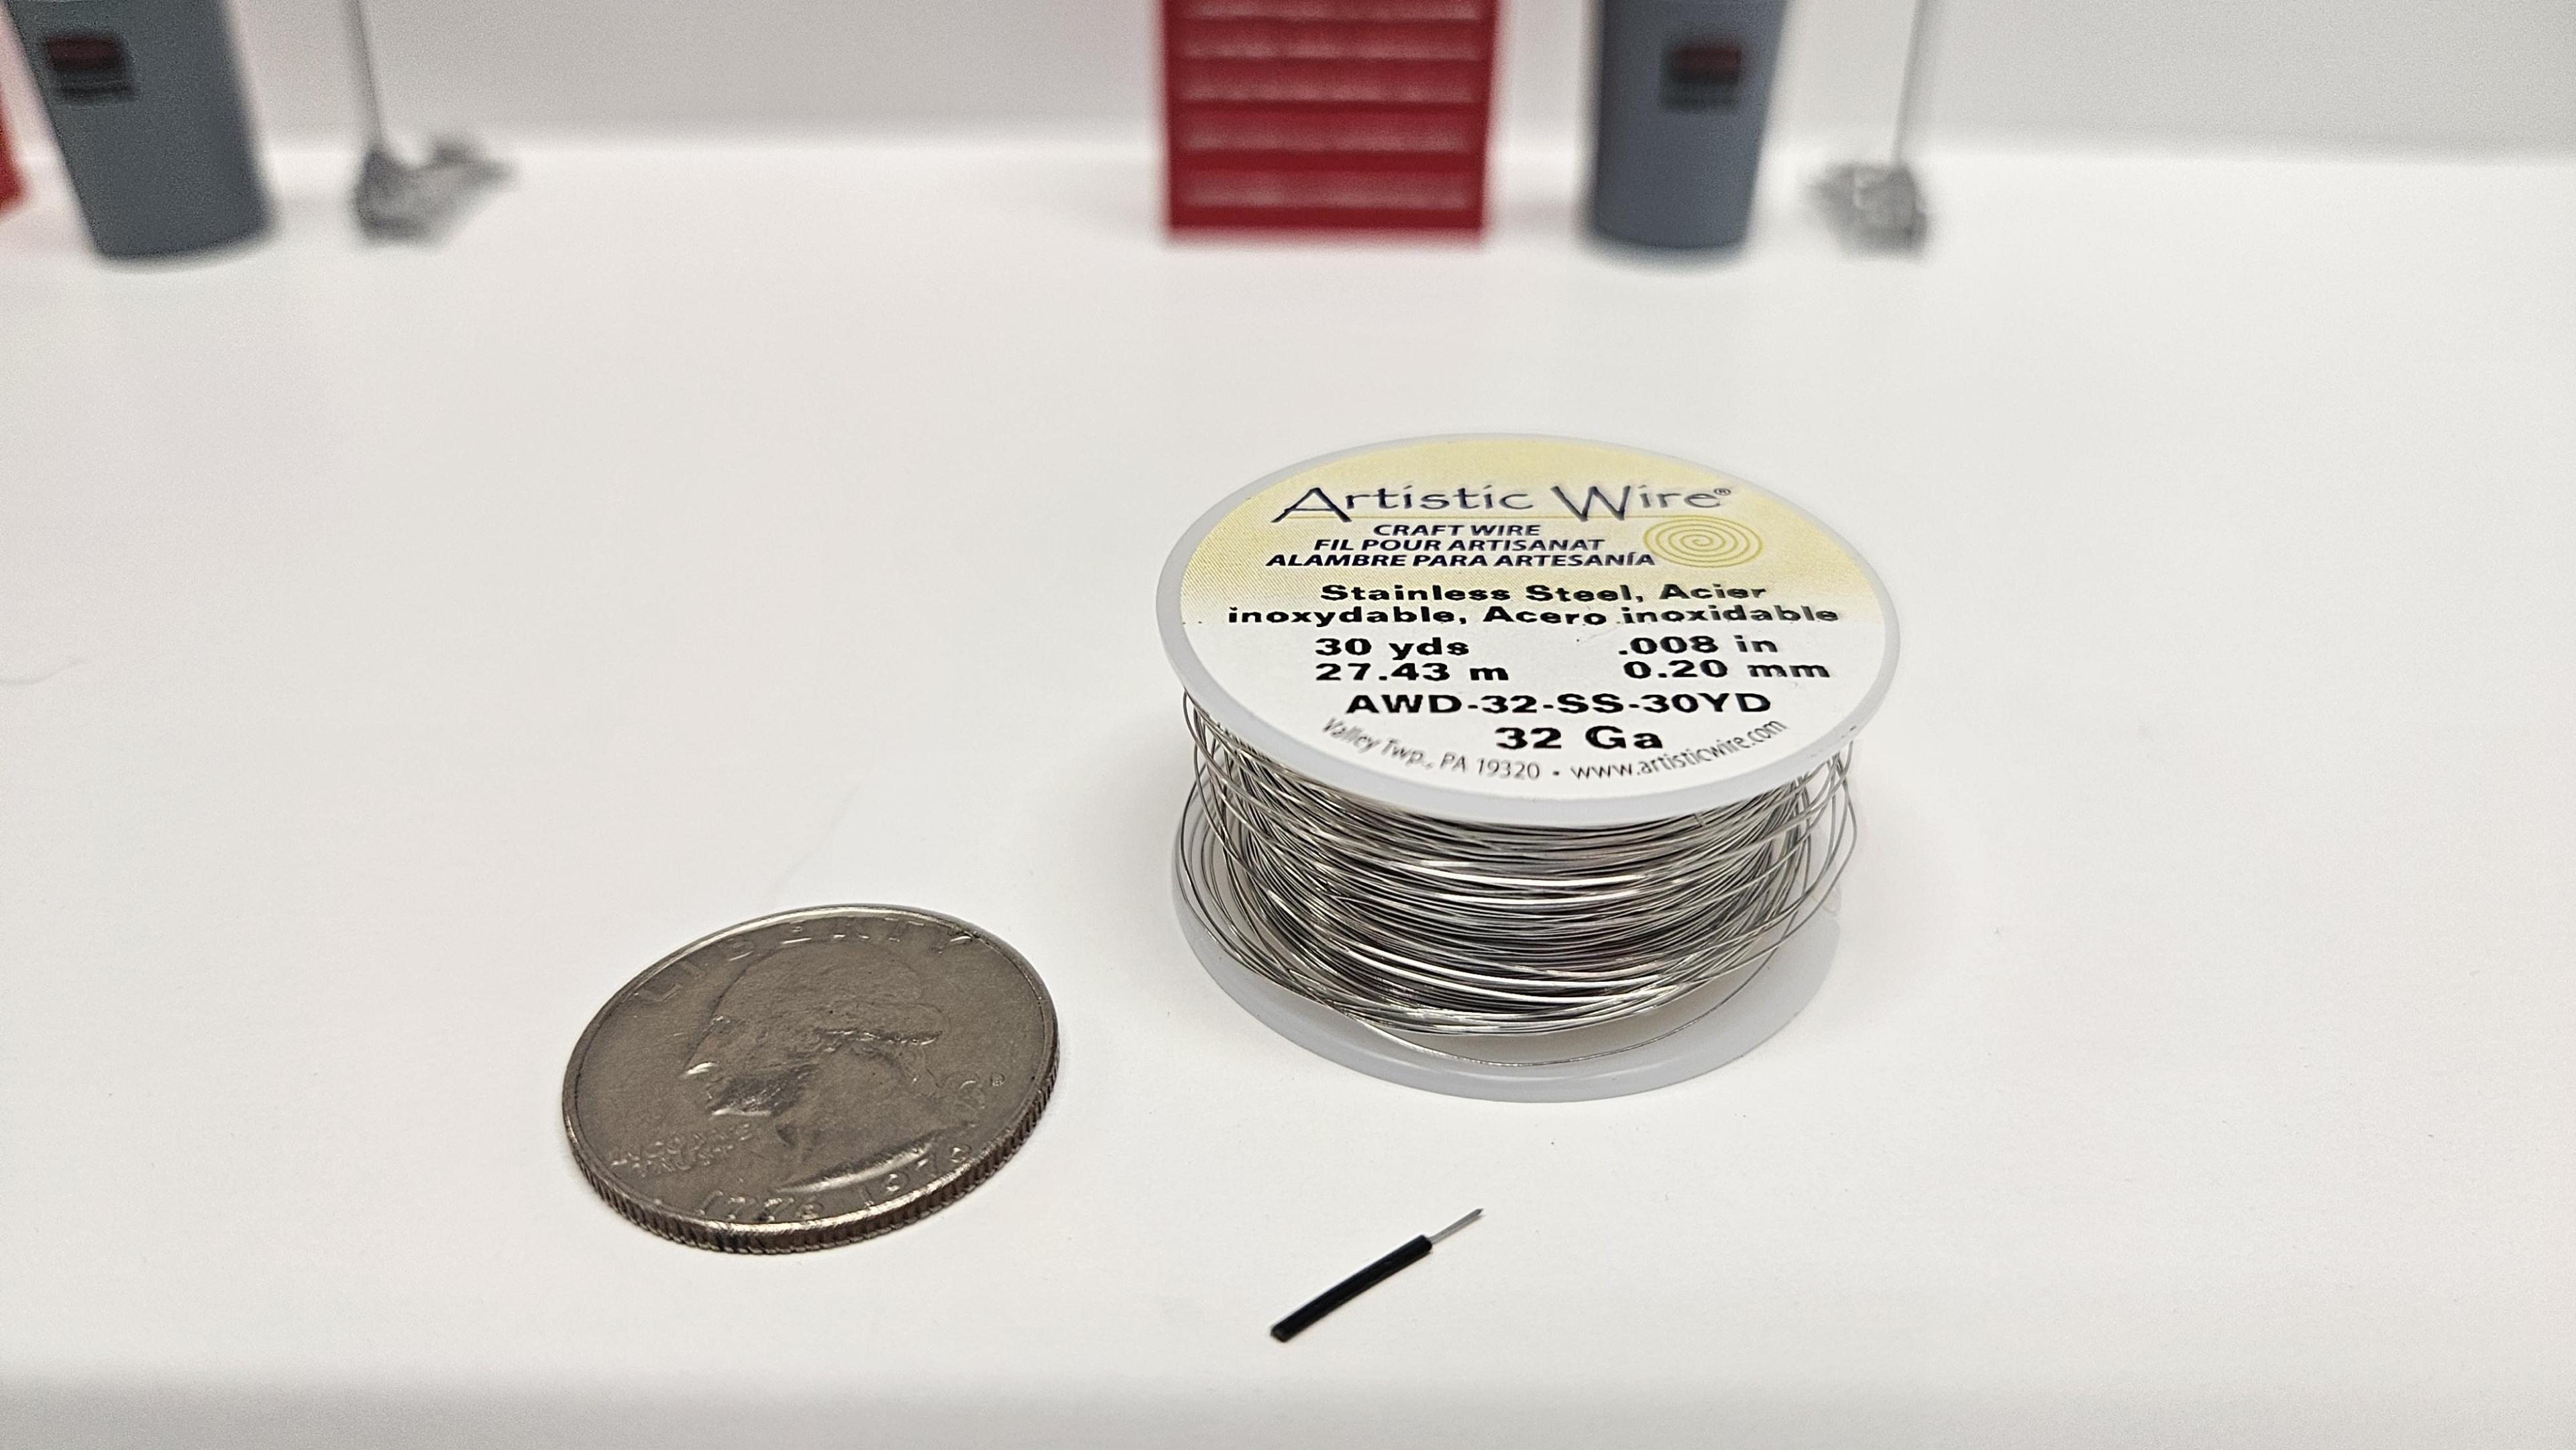 Artistic Wire®
CRAFT WIRE
FIL POUR ARTISANAT
ALAMBRE PARA ARTESANÍA
Stainless Steel, Acier
inoxydable, Acero inoxidable
30 yds .008 in
27.43 m 0.20 mm
AWD-32-SS-30YD
32 Ga
Valley Twp., PA 19320 • www.artisticwire.com
LIBERTY
IN GOD WE
TRUST
1776 1976